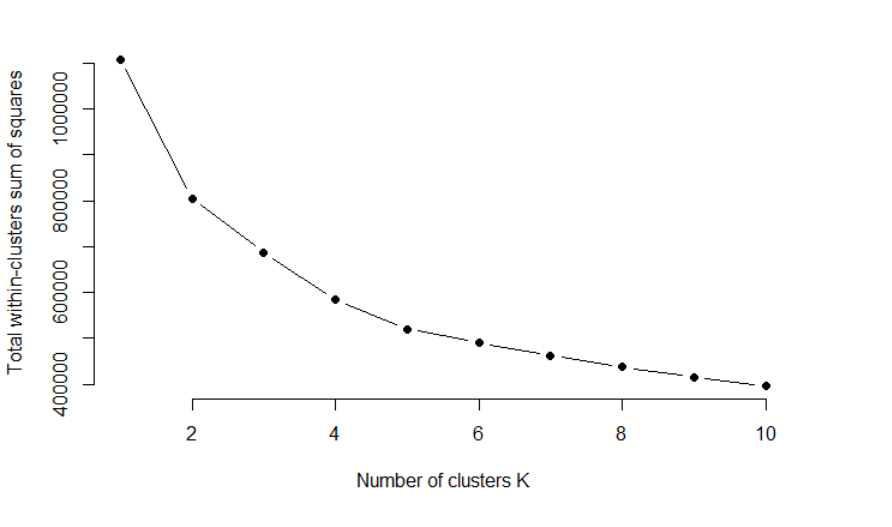 Total within-clusters sum of squares
1000000
800000
600000
400000
2 4 6 8 10
Number of clusters K